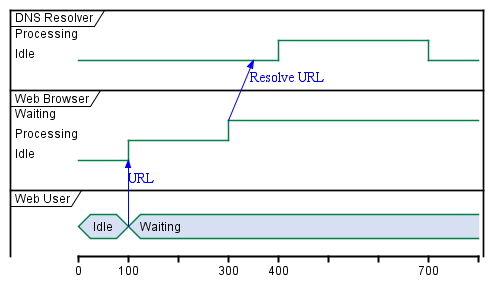 DNS Resolver
Processing
Idle
Resolve URL
Web Browser
Waiting
Processing
Idle
URL
Web User
Idle Waiting
0 100 300 400 700